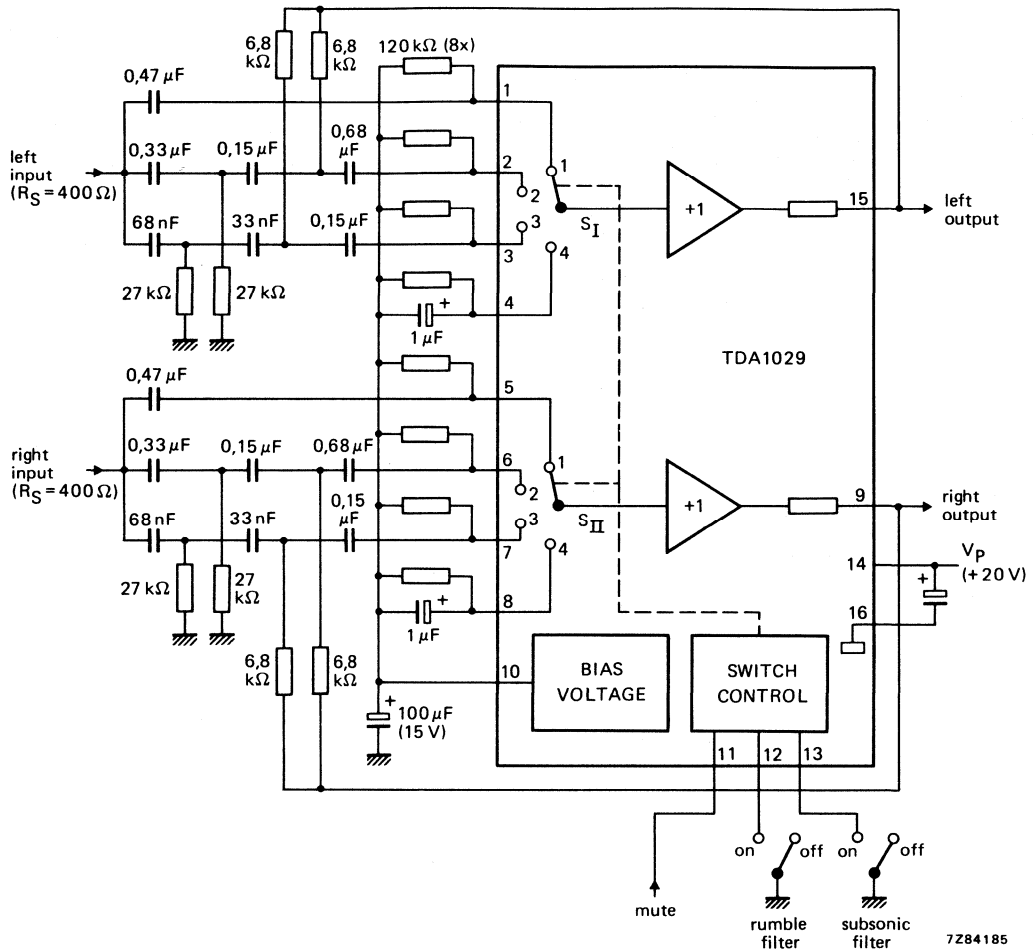 6,8
kΩ
6,8
kΩ
120 kΩ (8x)
0,47 μF
1
0,33 μF
0,15 μF
0,68
μF
2
1
left
input
(RS = 400 Ω)
2
+1
15
left
output
68 nF
33 nF
0,15 μF
3
SI
3
4
27 kΩ
27 kΩ
+
4
1 μF
TDA1029
0,47 μF
5
0,33 μF
0,15 μF
0,68 μF
6
1
right
input
(RS = 400 Ω)
2
+1
9
right
output
68 nF
33 nF
0,15
μF
3
SII
7
4
14
VP
(+ 20 V)
+
27 kΩ
27
kΩ
+
8
1 μF
16
6,8
kΩ
6,8
kΩ
10
BIAS
VOLTAGE
SWITCH
CONTROL
+
100 μF
(15 V)
11
12
13
on
off
on
off
mute
rumble
filter
subsonic
filter
7Z84185